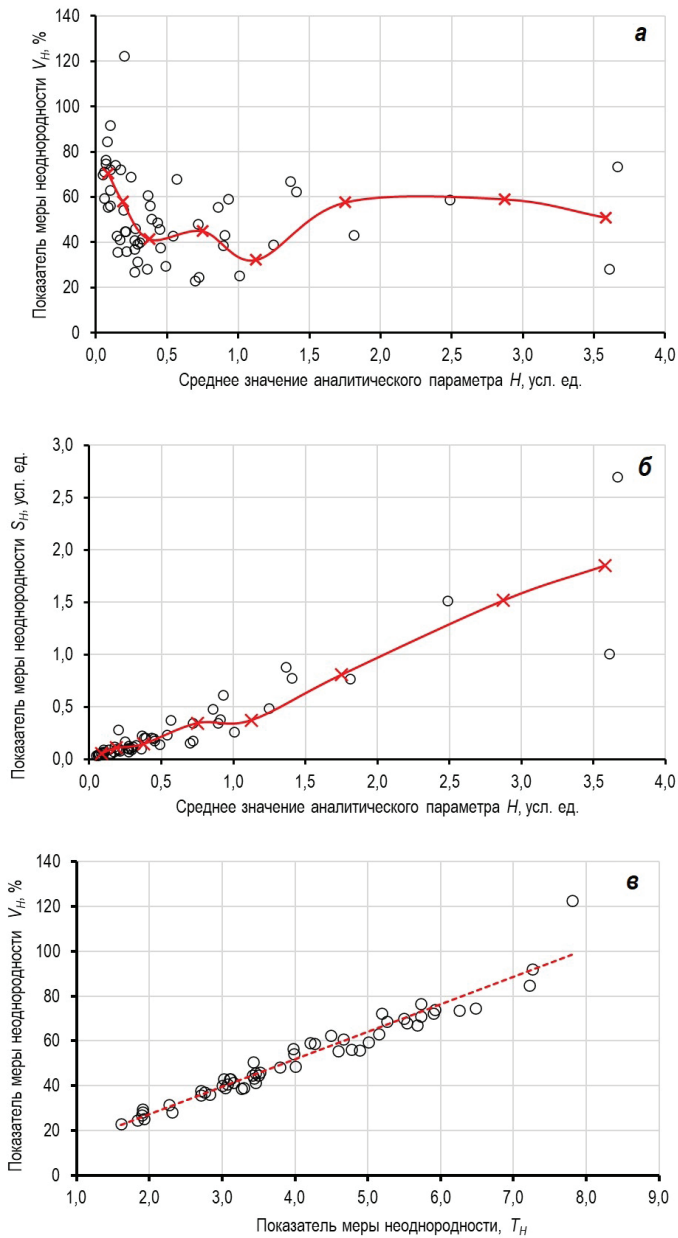 а
Показатель меры неоднородности V_H, %
140
120
100
80
60
40
20
0
0,0 0,5 1,0 1,5 2,0 2,5 3,0 3,5 4,0
Среднее значение аналитического параметра H, усл. ед.
б
Показатель меры неоднородности S_H, усл. ед.
3,0
2,5
2,0
1,5
1,0
0,5
0,0
0,0 0,5 1,0 1,5 2,0 2,5 3,0 3,5 4,0
Среднее значение аналитического параметра H, усл. ед.
в
Показатель меры неоднородности V_H, %
140
120
100
80
60
40
20
0
1,0 2,0 3,0 4,0 5,0 6,0 7,0 8,0 9,0
Показатель меры неоднородности, T_H